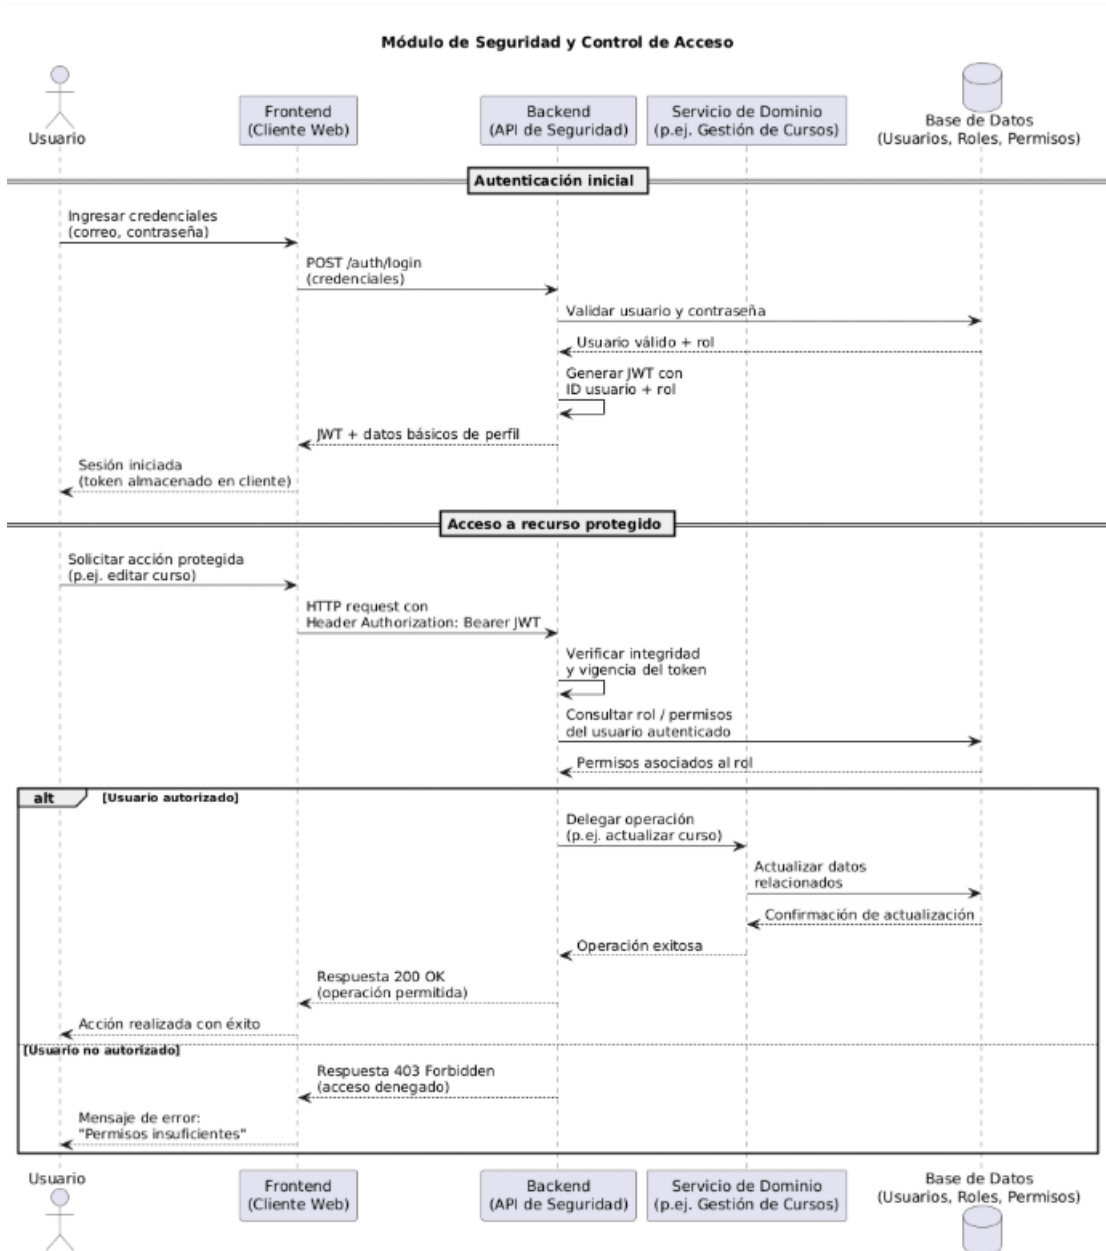 Módulo de Seguridad y Control de Acceso
Usuario
Frontend
(Cliente Web)
Backend
(API de Seguridad)
Servicio de Dominio
(p.ej. Gestión de Cursos)
Base de Datos
(Usuarios, Roles, Permisos)
Autenticación inicial
Ingresar credenciales
(correo, contraseña)
POST /auth/login
(credenciales)
Validar usuario y contraseña
Usuario válido + rol
Generar JWT con
ID usuario + rol
JWT + datos básicos de perfil
Sesión iniciada
(token almacenado en cliente)
Acceso a recurso protegido
Solicitar acción protegida
(p.ej. editar curso)
HTTP request con
Header Authorization: Bearer JWT
Verificar integridad
y vigencia del token
Consultar rol / permisos
del usuario autenticado
Permisos asociados al rol
alt [Usuario autorizado]
Delegar operación
(p.ej. actualizar curso)
Actualizar datos
relacionados
Confirmación de actualización
Operación exitosa
Respuesta 200 OK
(operación permitida)
Acción realizada con éxito
[Usuario no autorizado]
Respuesta 403 Forbidden
(acceso denegado)
Mensaje de error:
"Permisos insuficientes"
Usuario
Frontend
(Cliente Web)
Backend
(API de Seguridad)
Servicio de Dominio
(p.ej. Gestión de Cursos)
Base de Datos
(Usuarios, Roles, Permisos)